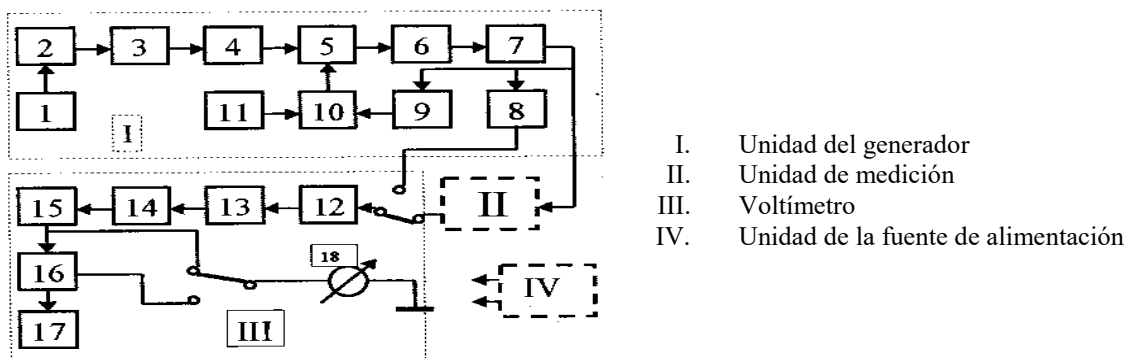 2 3 4 5 6 7
1 11 10 9 8
I
15 14 13 12 II
16 18 IV
17 III
I. Unidad del generador
II. Unidad de medición
III. Voltímetro
IV. Unidad de la fuente de alimentación